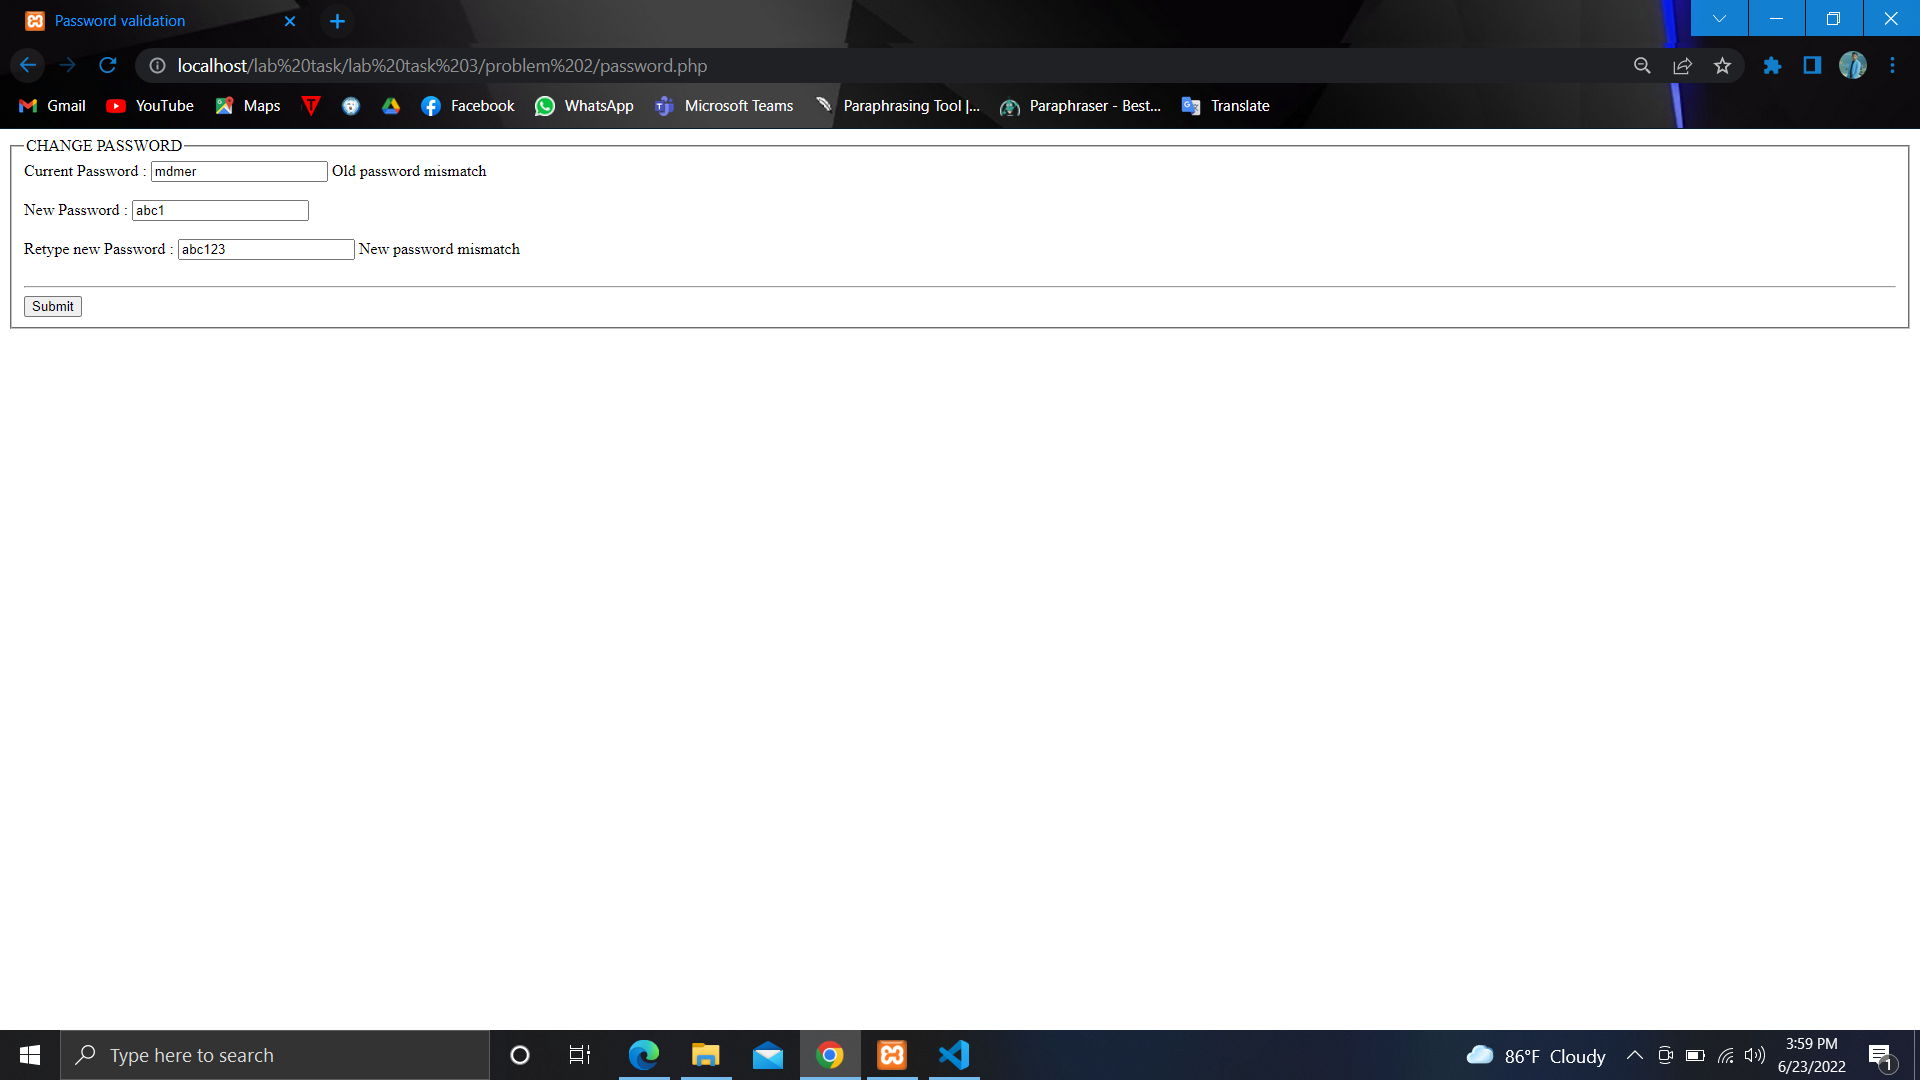 Password validation
localhost/lab%20task/lab%20task%203/problem%202/password.php
Gmail YouTube Maps Facebook WhatsApp Microsoft Teams Paraphrasing Tool |... Paraphraser - Best... Translate
CHANGE PASSWORD
Current Password : mdmer Old password mismatch
New Password : abc1
Retype new Password : abc123 New password mismatch
Submit
Type here to search
86°F Cloudy
3:59 PM
6/23/2022
1